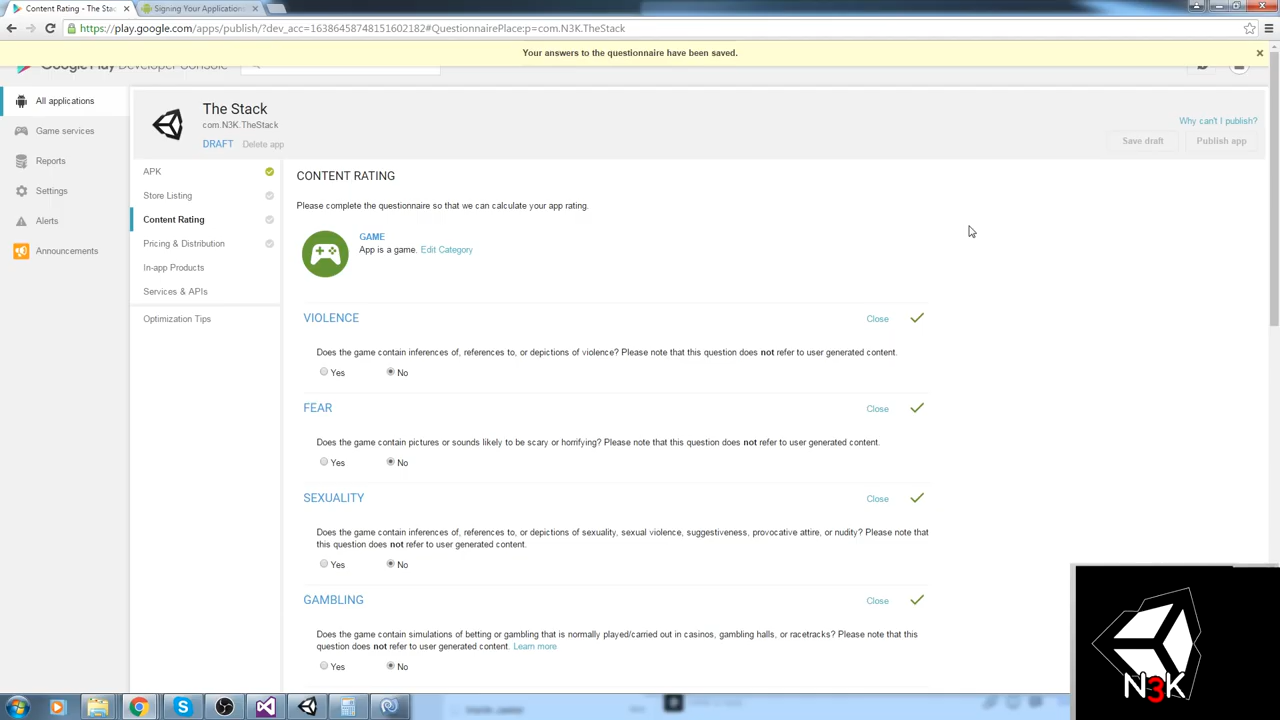 Content Rating - The Sta
Signing Your Application
https://play.google.com/apps/publish/?dev_acc=16386458748151602182#QuestionnairePlace:p=com.N3K.TheStack
Your answers to the questionnaire have been saved.
Google Play Developer Console
All applications
Game services
Reports
Settings
Alerts
Announcements
The Stack
com.N3K.TheStack
DRAFT Delete app
Why can't I publish?
Save draft
Publish app
APK
Store Listing
Content Rating
Pricing & Distribution
In-app Products
Services & APIs
Optimization Tips
CONTENT RATING
Please complete the questionnaire so that we can calculate your app rating.
GAME
App is a game. Edit Category
VIOLENCE
Close
Does the game contain inferences of, references to, or depictions of violence? Please note that this question does not refer to user generated content.
Yes No
FEAR
Close
Does the game contain pictures or sounds likely to be scary or horrifying? Please note that this question does not refer to user generated content.
Yes No
SEXUALITY
Close
Does the game contain inferences of, references to, or depictions of sexuality, sexual violence, suggestiveness, provocative attire, or nudity? Please note that
this question does not refer to user generated content.
Yes No
GAMBLING
Close
Does the game contain simulations of betting or gambling that is normally played/carried out in casinos, gambling halls, or racetracks? Please note that this
question does not refer to user generated content. Learn more
Yes No
N3K